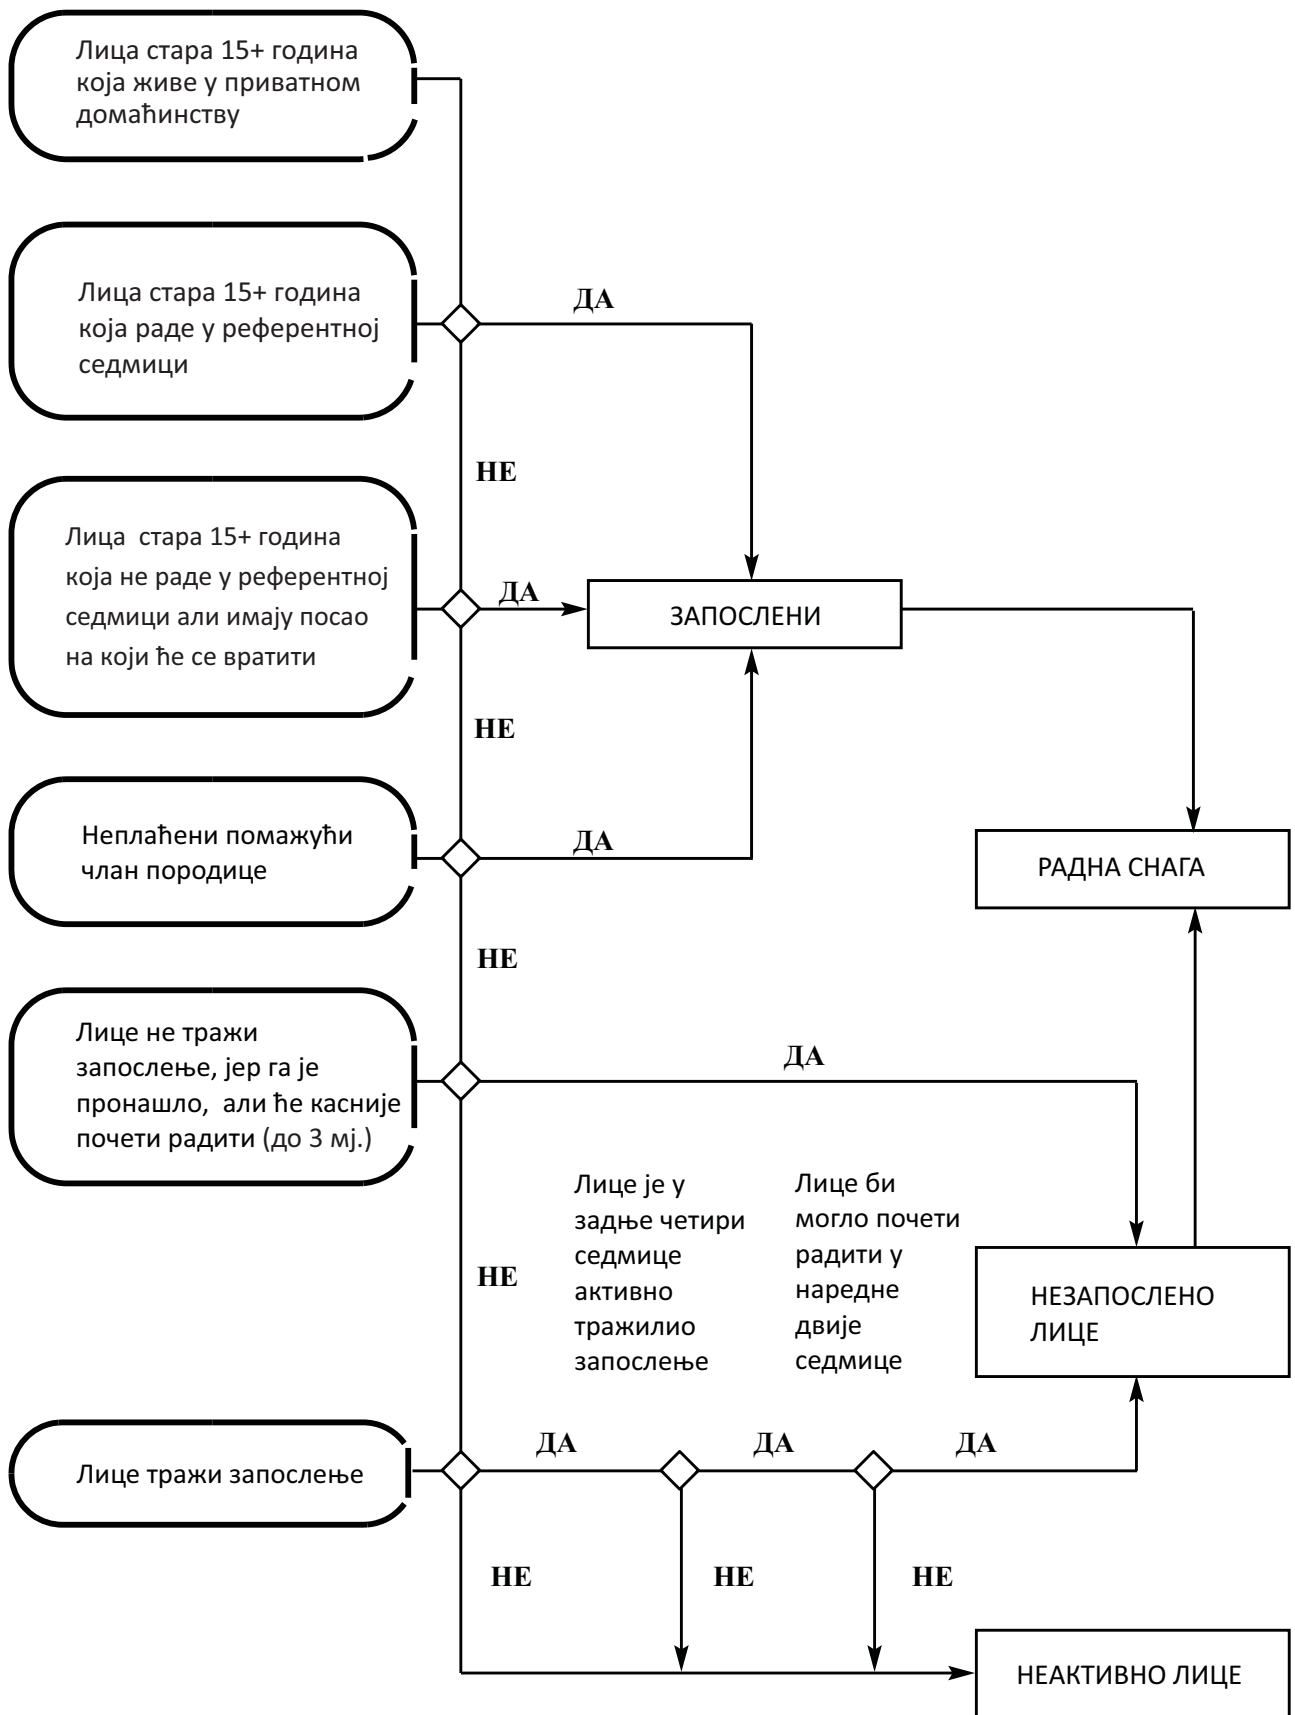 Лица стара 15+ година
која живе у приватном
домаћинству
Лица стара 15+ година
која раде у референтној
седмици
ДА
НЕ
Лица стара 15+ година
која не раде у референтној
седмици али имају посао
на који ће се вратити
ДА
ЗАПОСЛЕНИ
НЕ
Неплаћени помажући
члан породице
ДА
РАДНА СНАГА
НЕ
Лице не тражи
запослење, јер га је
пронашло, али ће касније
почети радити (до 3 мј.)
ДА
НЕ
Лице је у
задње четири
седмице
активно
тражилио
запослење
Лице би
могло почети
радити у
наредне
двије
седмице
НЕЗАПОСЛЕНО
ЛИЦЕ
Лице тражи запослење
ДА
ДА
ДА
НЕ
НЕ
НЕ
НЕАКТИВНО ЛИЦЕ